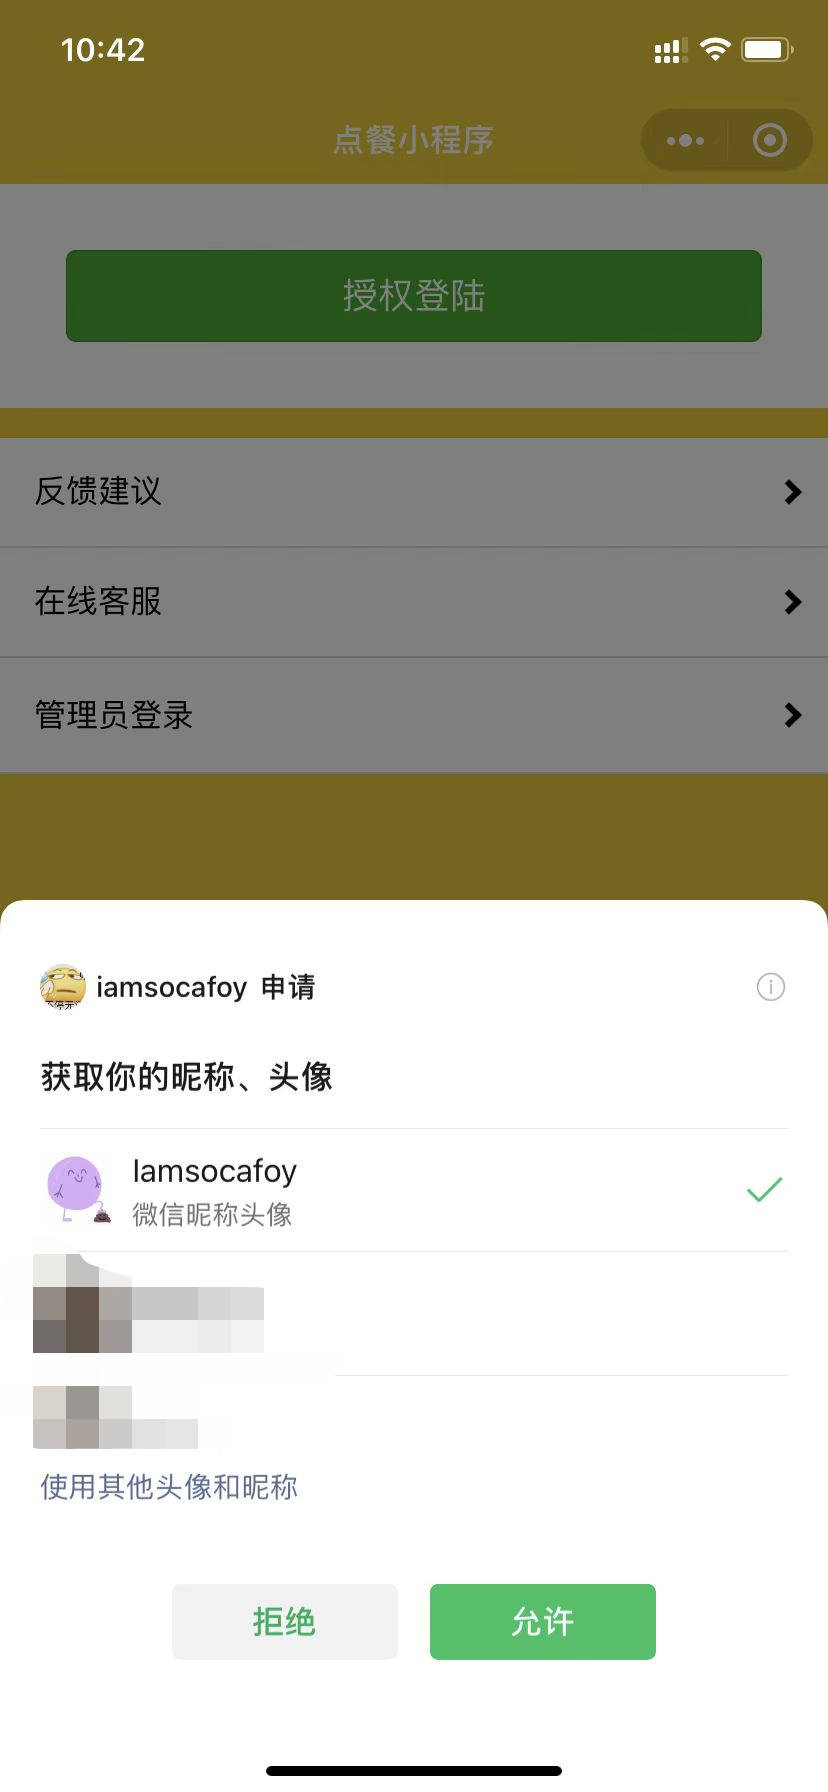 10:42
点餐小程序
授权登陆
反馈建议
在线客服
管理员登录
iamsocafoy 申请
获取你的昵称、头像
Iamsocafoy
微信昵称头像
使用其他头像和昵称
拒绝
允许